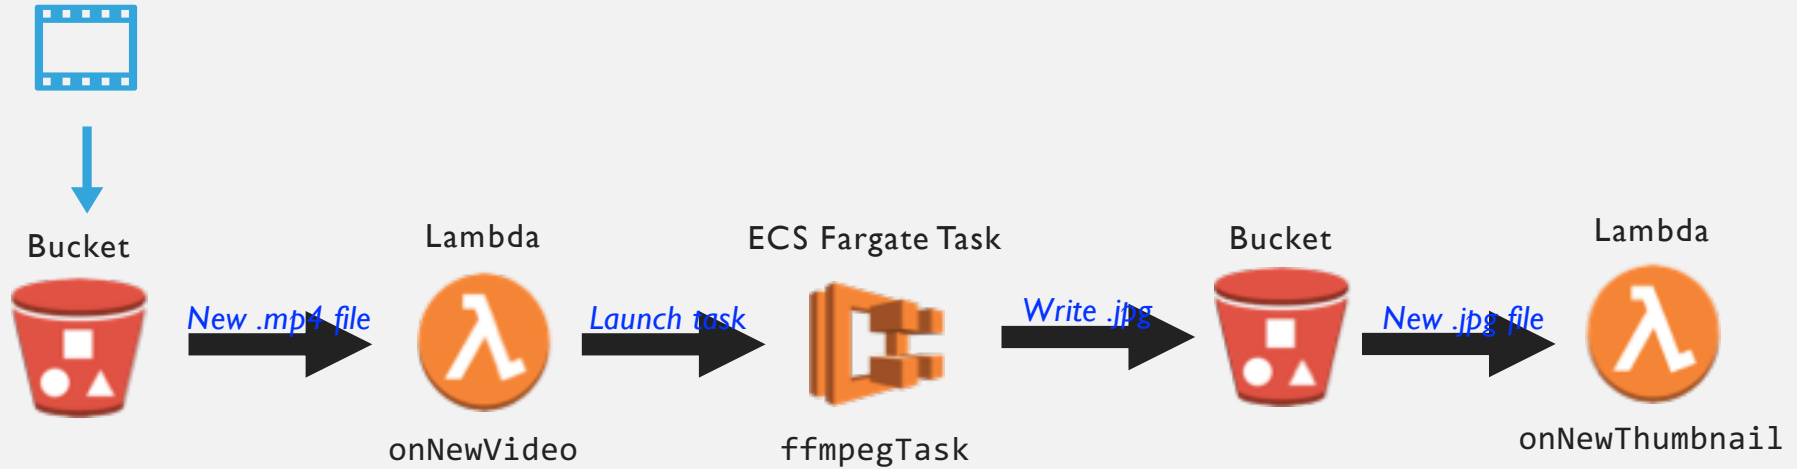 Bucket
New .mp4 file
Lambda
onNewVideo
Launch task
ECS Fargate Task
ffmpegTask
Write .jpg
Bucket
New .jpg file
Lambda
onNewThumbnail